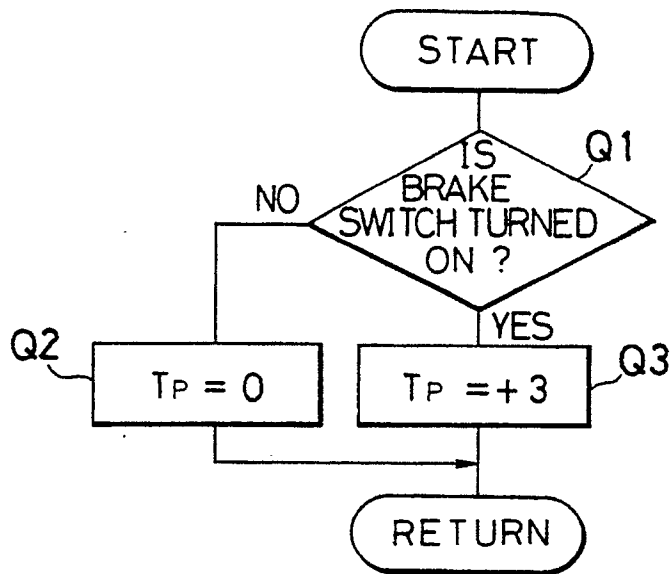 START
IS
BRAKE
SWITCH TURNED
ON ?
Q1
NO
YES
Q2
TP = 0
TP = + 3
Q3
RETURN